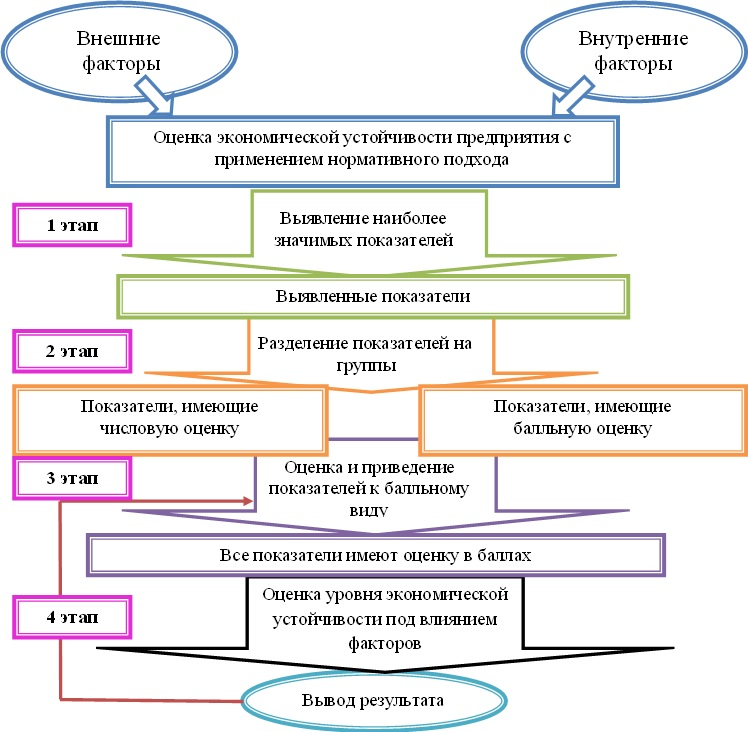 Внешние
факторы
Внутренние
факторы
Оценка экономической устойчивости предприятия с
применением нормативного подхода
1 этап
Выявление наиболее
значимых показателей
Выявленные показатели
2 этап
Разделение показателей на
группы
Показатели, имеющие
числовую оценку
Показатели, имеющие
балльную оценку
3 этап
Оценка и приведение
показателей к балльному
виду
Все показатели имеют оценку в баллах
4 этап
Оценка уровня экономической
устойчивости под влиянием
факторов
Вывод результата